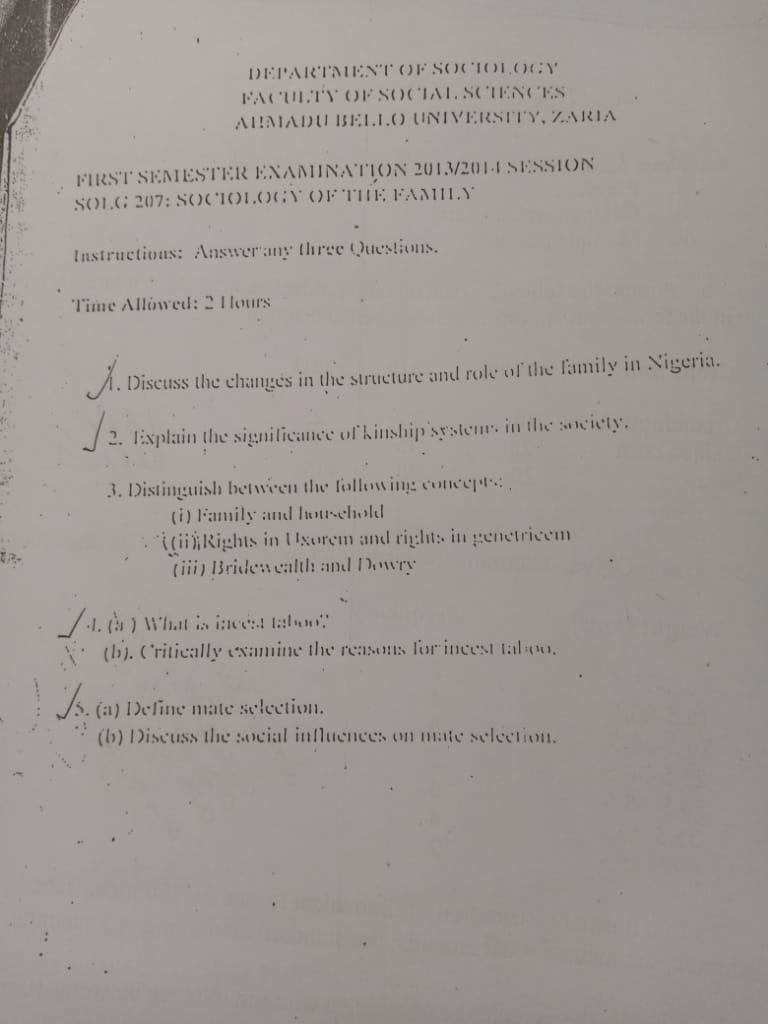 DEPARTMENT OF SOCIOLOGY
FACULTY OF SOCIAL SCIENCES
AHMADU BELLO UNIVERSITY, ZARIA
FIRST SEMESTER EXAMINATION 2013/2014 SESSION
SOLG 207: SOCIOLOGY OF THE FAMILY
Instructions: Answer any three Questions.
Time Allowed: 2 Hours
1. Discuss the changes in the structure and role of the family in Nigeria.
2. Explain the significance of kinship systems in the society.
3. Distinguish between the following concepts:
(i) Family and household
(ii) Rights in Uxorem and rights in genetricem
(iii) Bridewealth and Dowry
4. (a) What is incest taboo?
(b). Critically examine the reasons for incest taboo.
5. (a) Define mate selection.
(b) Discuss the social influences on mate selection.